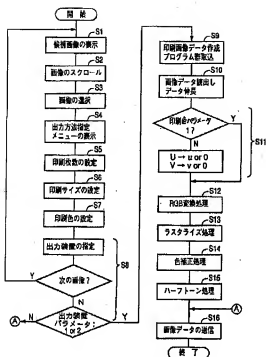 開 始
S1
候補画像の表示
S2
画像のスクロール
S3
画像の選択
S4
出力方法指定
メニューの表示
S5
印刷枚数の設定
S6
印刷サイズの設定
S7
印刷色の設定
出力装置の指定
S8
次の画像?
Y
N
出力装置
パラメータ:
1or2
N
Y
A
S9
印刷画像データ作成
プログラム群取込
S10
画像データ読出し
データ伸長
印刷色パラメータ
1?
Y
N
S11
U→u or 0
V→v or 0
S12
RGB変換処理
S13
ラスタライズ処理
S14
色補正処理
S15
ハーフトーン処理
A
S16
画像データの送信
終 了